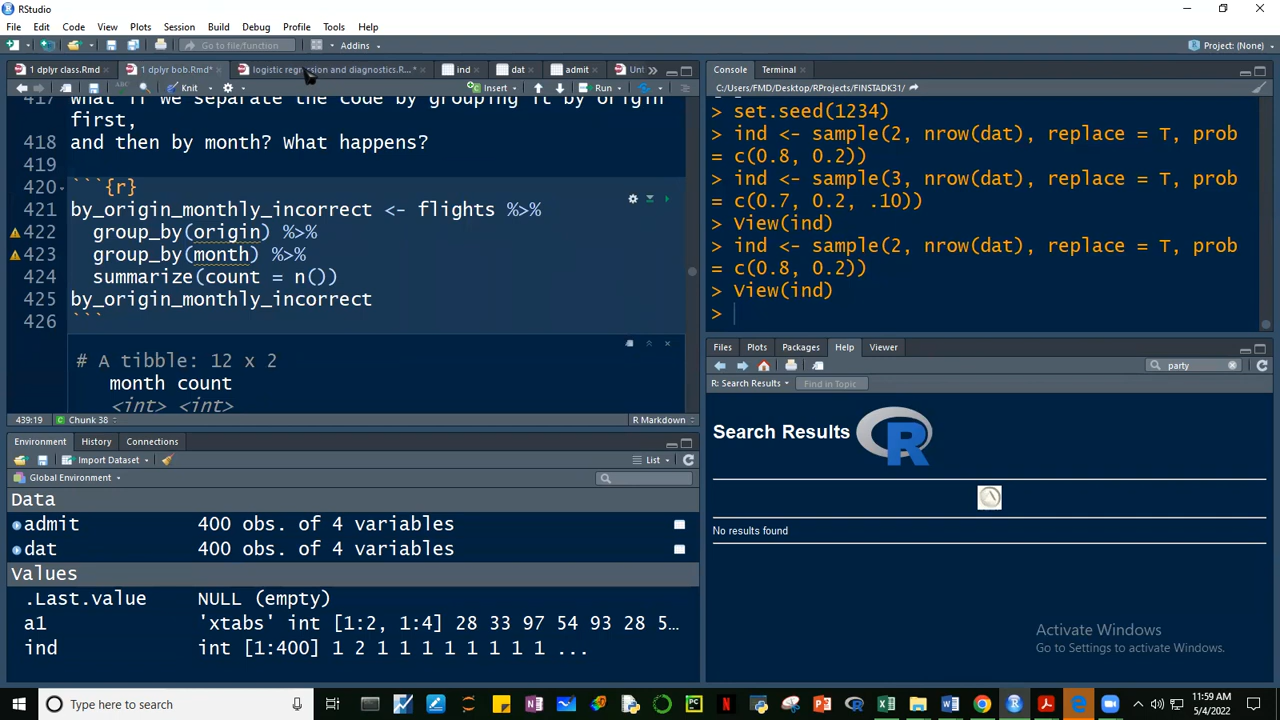 RStudio
File Edit Code View Plots Session Build Debug Profile Tools Help
Go to file/function Addins Project: (None)
1 dplyr class.Rmd 1 dplyr bob.Rmd* logistic regression and diagnostics.R...* ind dat admit Unt
Knit Insert Run
417 what if we separate the code by grouping it by origin
first,
418 and then by month? What happens?
419
420 ```{r}
421 by_origin_monthly_incorrect <- flights %>%
422 group_by(origin) %>%
423 group_by(month) %>%
424 summarize(count = n())
425 by_origin_monthly_incorrect
426 ```
# A tibble: 12 x 2
month count
<int> <int>
439:19 Chunk 38 R Markdown
Environment History Connections
Import Dataset List
Global Environment
Data
admit 400 obs. of 4 variables
dat 400 obs. of 4 variables
Values
.Last.value NULL (empty)
a1 'xtabs' int [1:2, 1:4] 28 33 97 54 93 28 5...
ind int [1:400] 1 2 1 1 1 1 1 1 1 1 ...
Console Terminal
C:/Users/FMD/Desktop/RProjects/FINSTADK31/
> set.seed(1234)
> ind <- sample(2, nrow(dat), replace = T, prob
= c(0.8, 0.2))
> ind <- sample(3, nrow(dat), replace = T, prob
= c(0.7, 0.2, .10))
> View(ind)
> ind <- sample(2, nrow(dat), replace = T, prob
= c(0.8, 0.2))
> View(ind)
>
Files Plots Packages Help Viewer
party
R: Search Results Find in Topic
Search Results R
No results found
Activate Windows
Go to Settings to activate Windows.
Type here to search
11:59 AM
5/4/2022